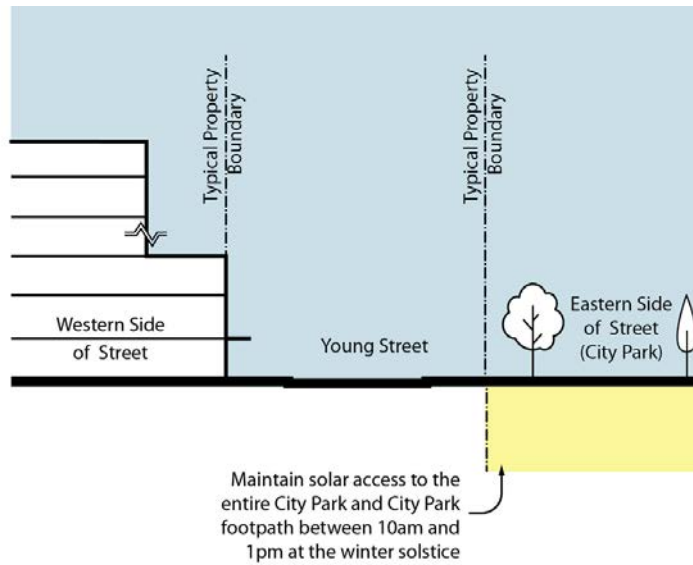 Typical Property
Boundary
Typical Property
Boundary
Western Side
of Street
Young Street
Eastern Side
of Street
(City Park)
Maintain solar access to the
entire City Park and City Park
footpath between 10am and
1pm at the winter solstice